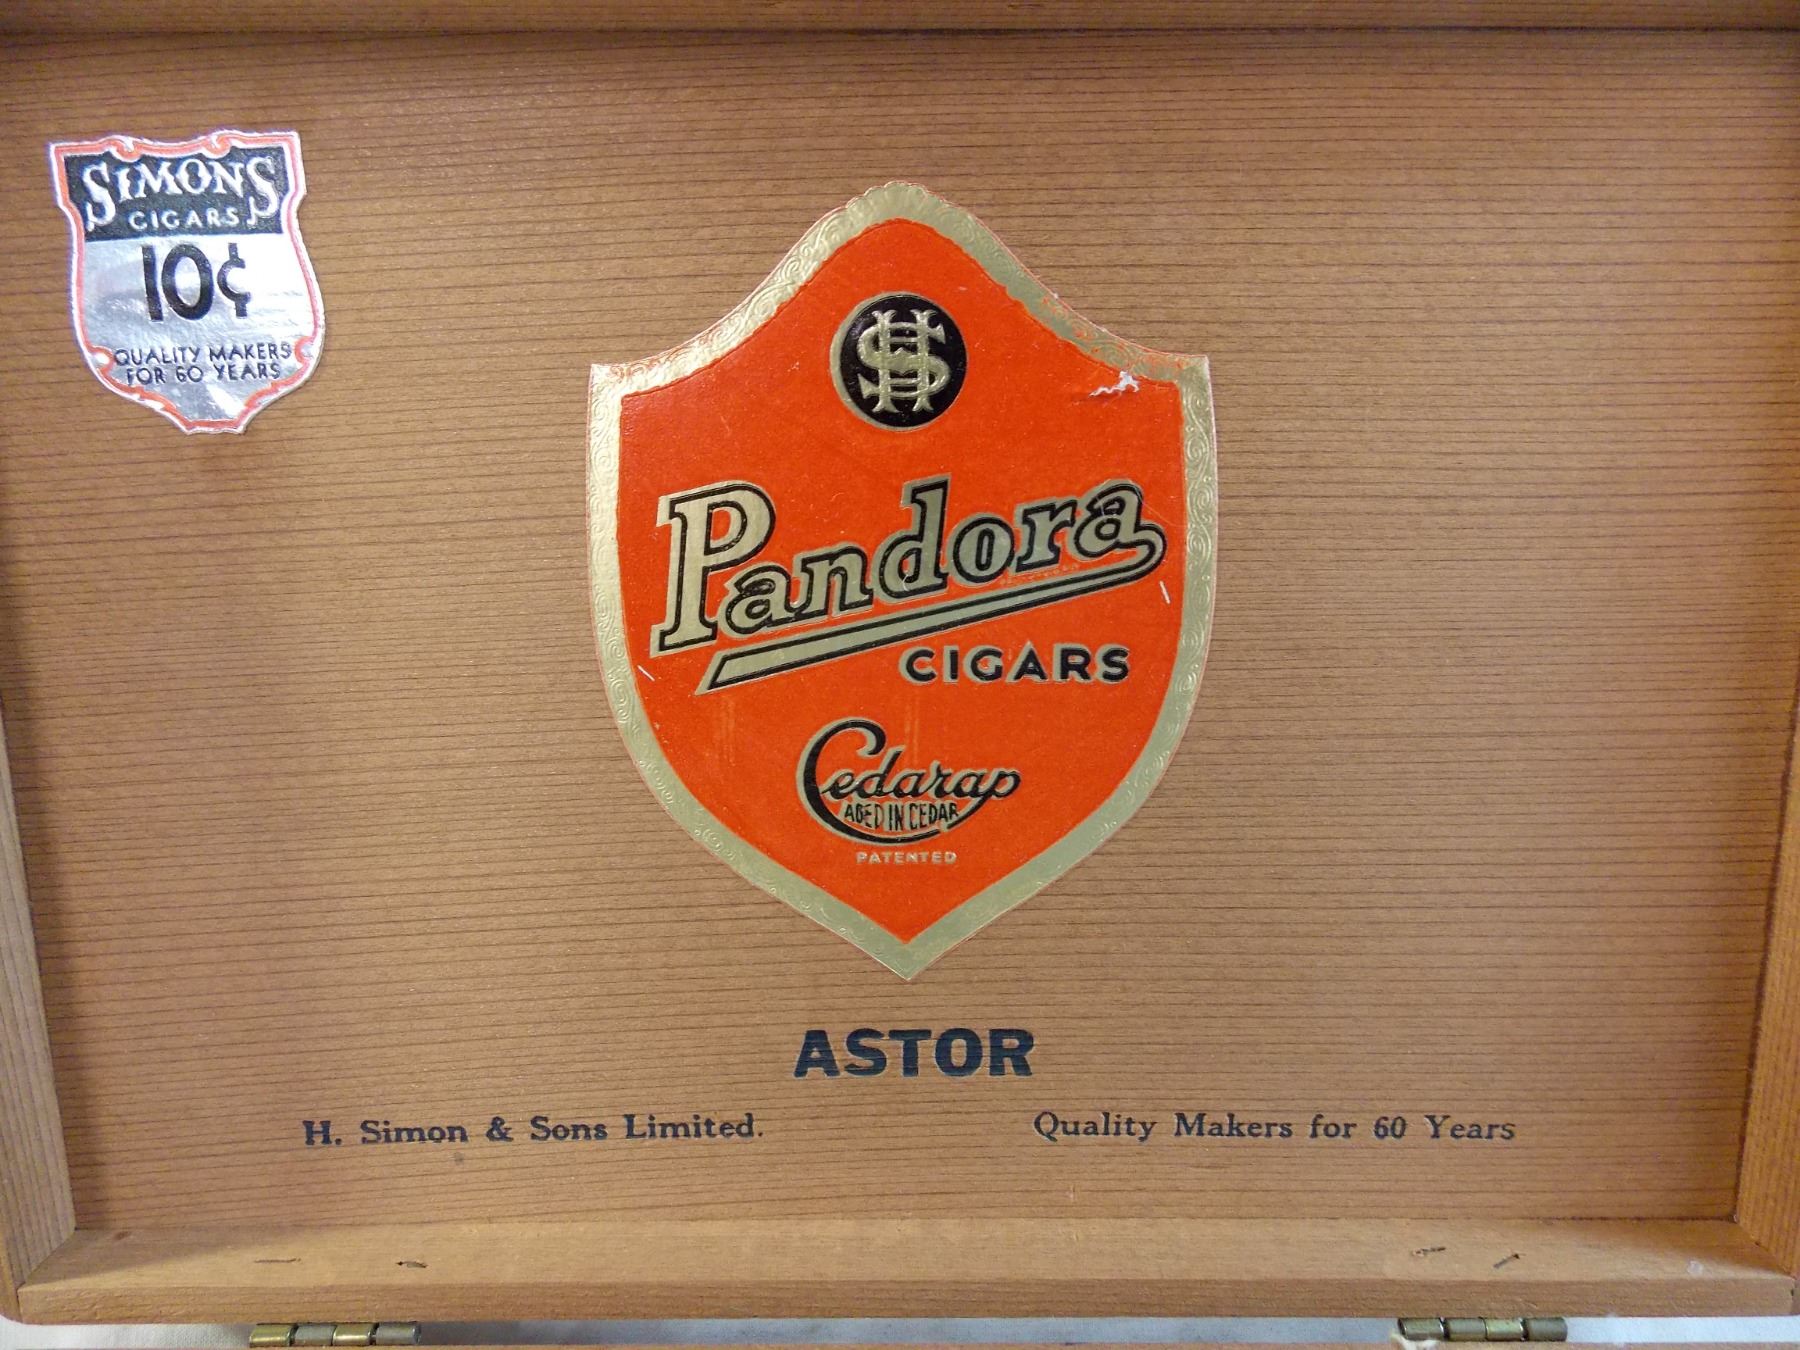 SIMONS
CIGARS
10¢
QUALITY MAKERS
FOR 60 YEARS
HS
Pandora
CIGARS
Cedarap
AGED IN CEDAR
PATENTED
ASTOR
H. Simon & Sons Limited.
Quality Makers for 60 Years